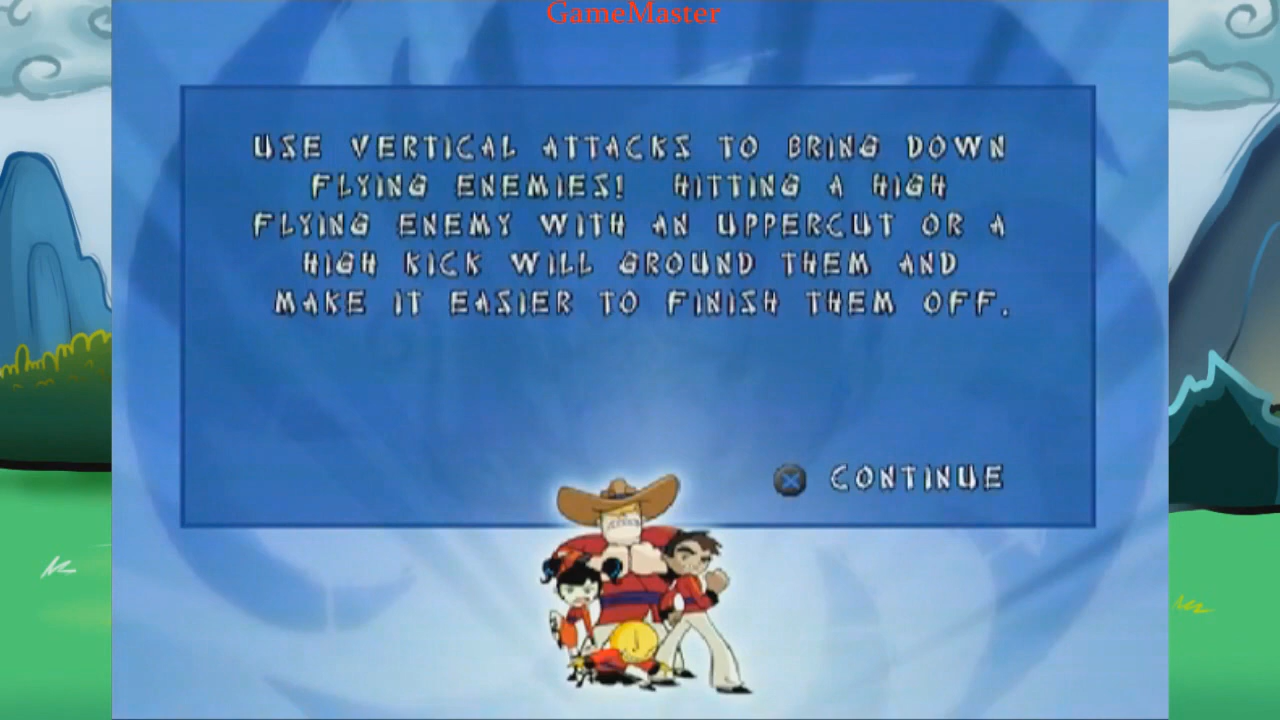 GameMaster
USE VERTICAL ATTACKS TO BRING DOWN
FLYING ENEMIES! HITTING A HIGH
FLYING ENEMY WITH AN UPPERCUT OR A
HIGH KICK WILL GROUND THEM AND
MAKE IT EASIER TO FINISH THEM OFF.
CONTINUE